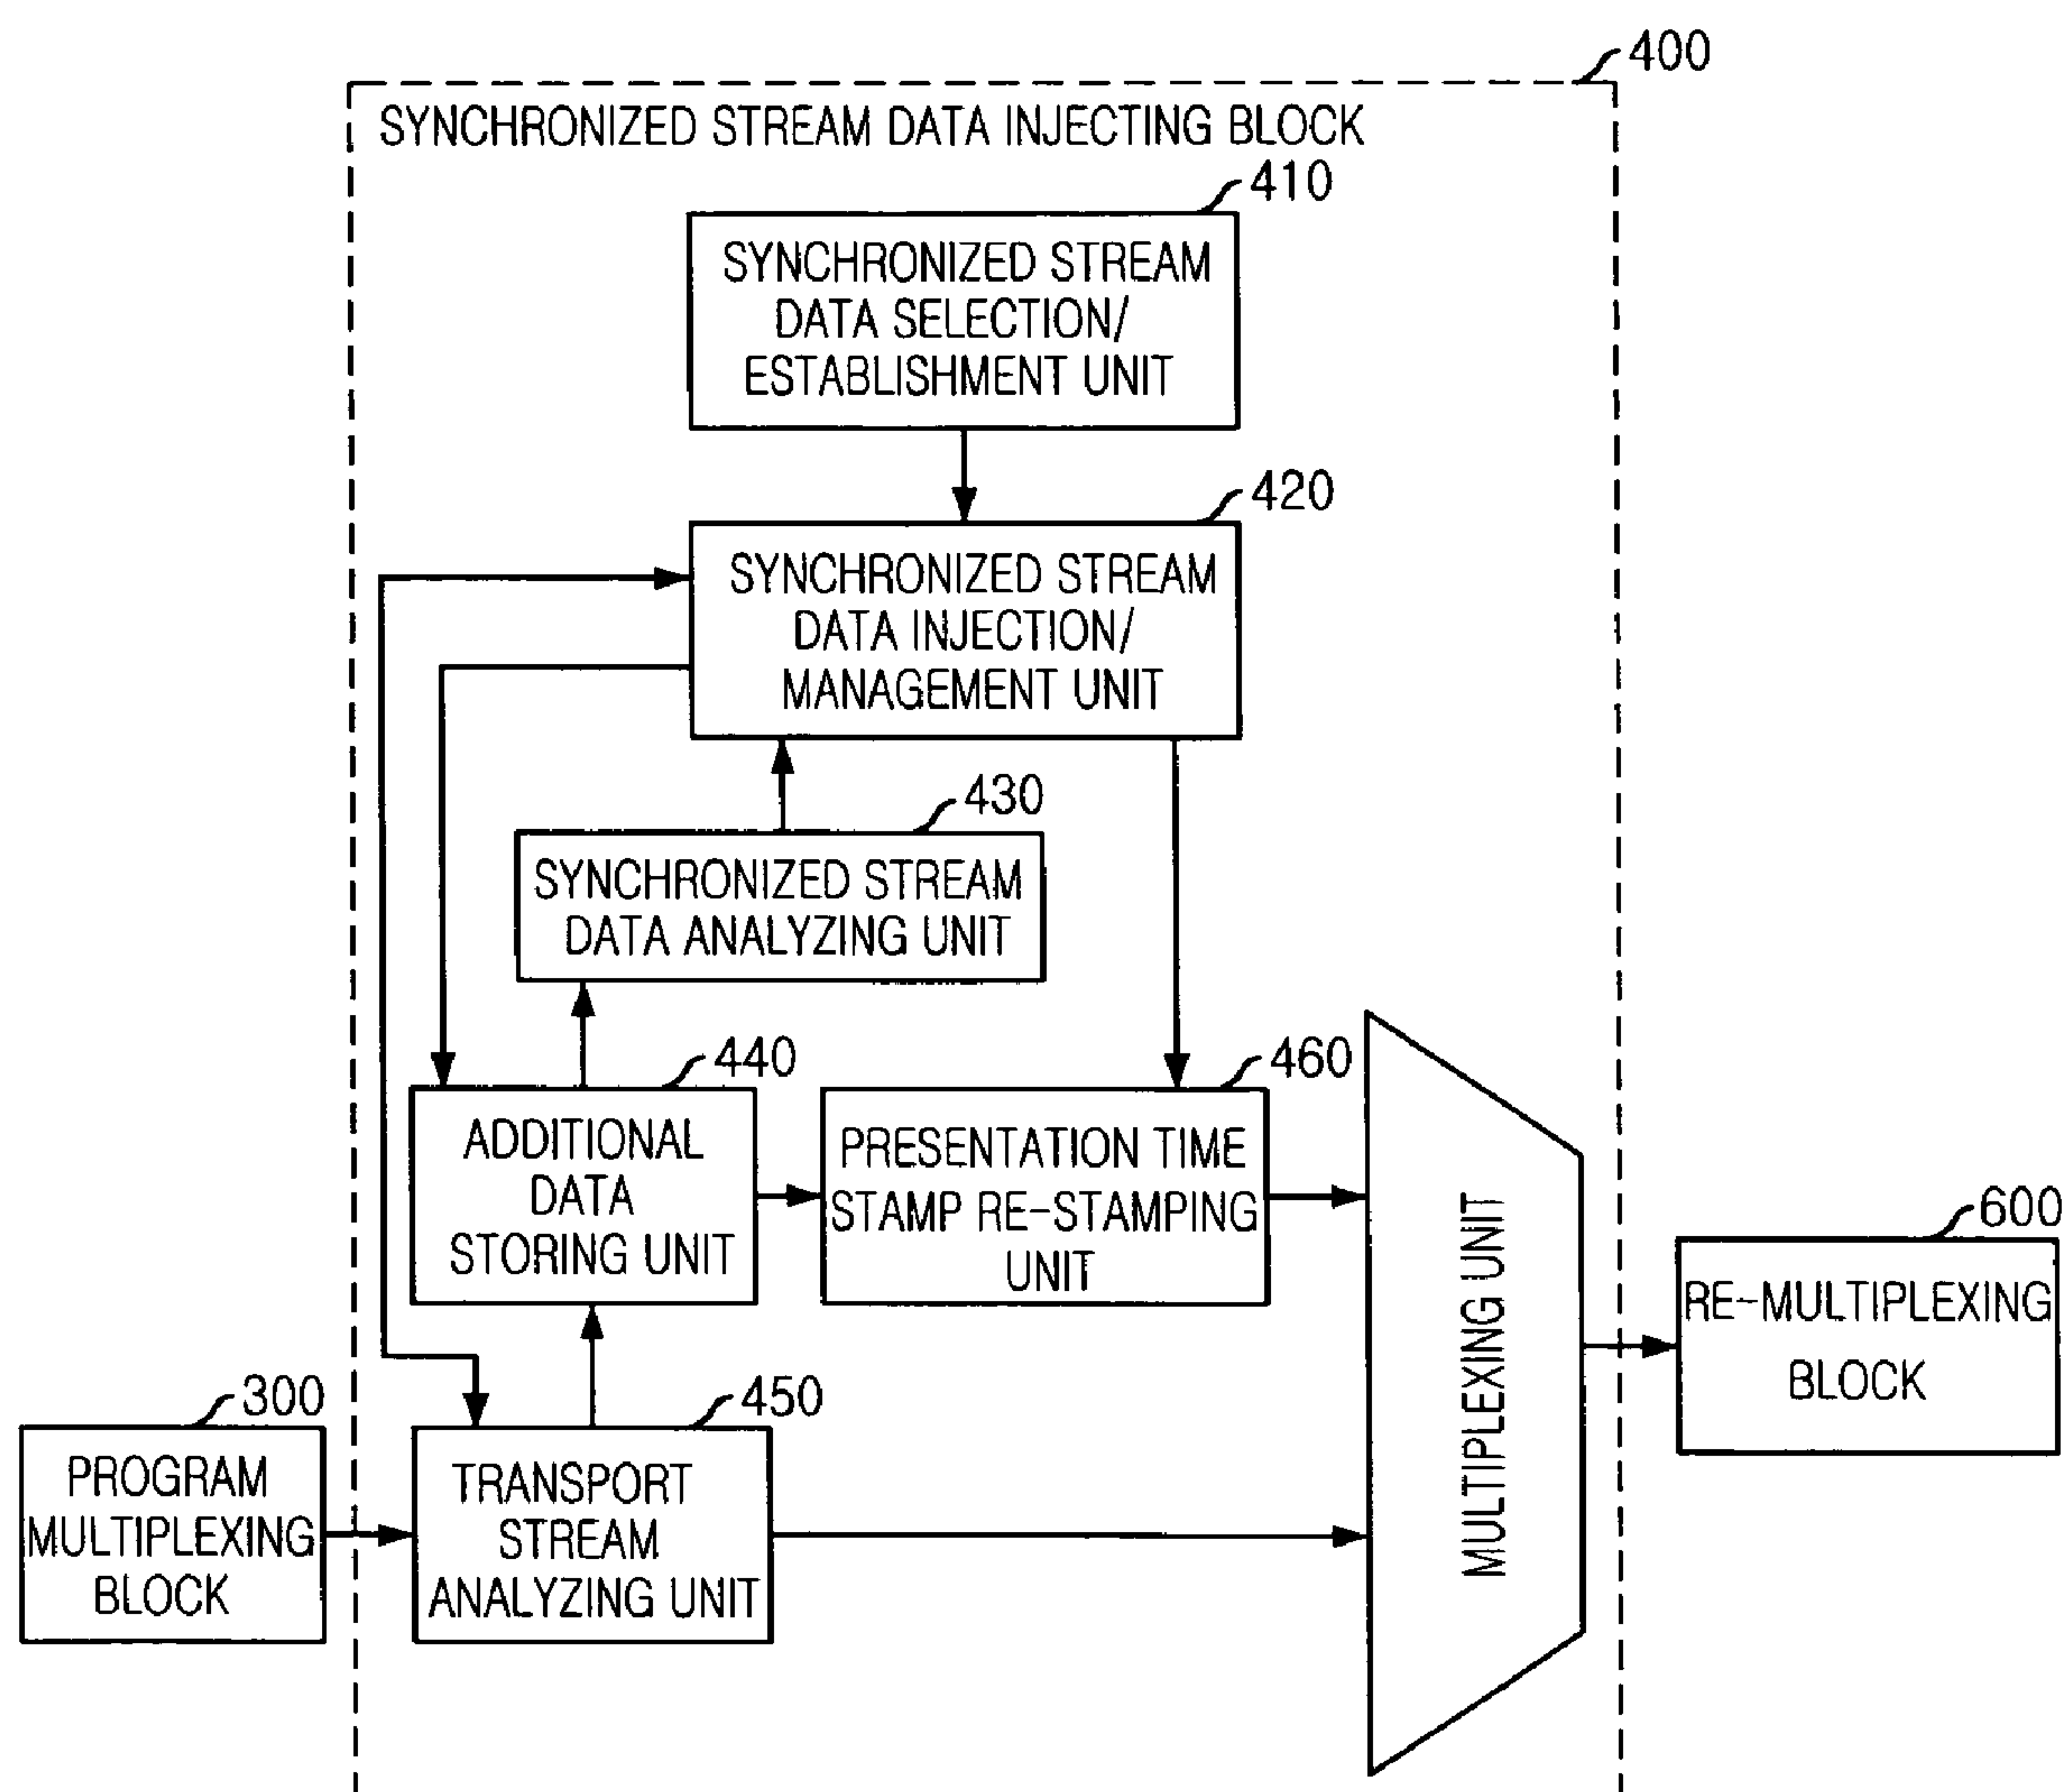 400
SYNCHRONIZED STREAM DATA INJECTING BLOCK
410
SYNCHRONIZED STREAM
DATA SELECTION/
ESTABLISHMENT UNIT
420
SYNCHRONIZED STREAM
DATA INJECTION/
MANAGEMENT UNIT
430
SYNCHRONIZED STREAM
DATA ANALYZING UNIT
440
ADDITIONAL
DATA
STORING UNIT
460
PRESENTATION TIME
STAMP RE-STAMPING
UNIT
MULTIPLEXING UNIT
600
RE-MULTIPLEXING
BLOCK
300
PROGRAM
MULTIPLEXING
BLOCK
450
TRANSPORT
STREAM
ANALYZING UNIT